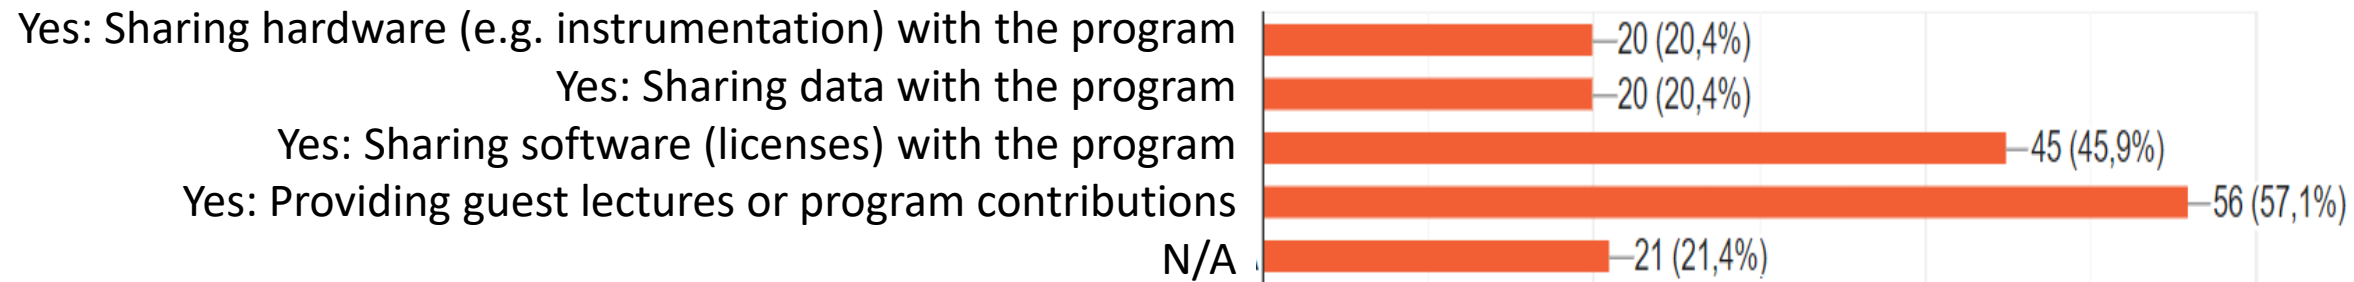 Yes: Sharing hardware (e.g. instrumentation) with the program
20 (20,4%)
Yes: Sharing data with the program
20 (20,4%)
Yes: Sharing software (licenses) with the program
45 (45,9%)
Yes: Providing guest lectures or program contributions
56 (57,1%)
N/A
21 (21,4%)